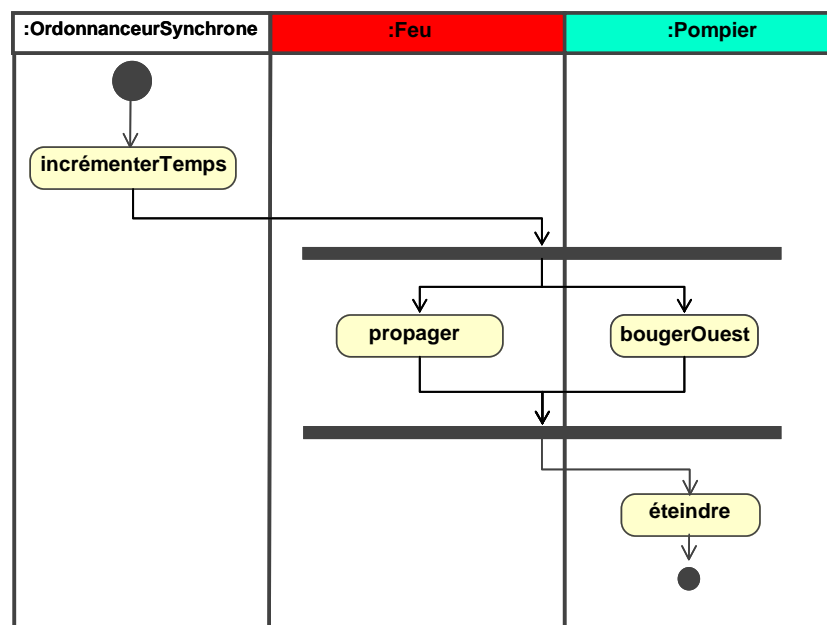 :OrdonnanceurSynchrone
:Feu
:Pompier
incrémenterTemps
propager
bougerOuest
éteindre